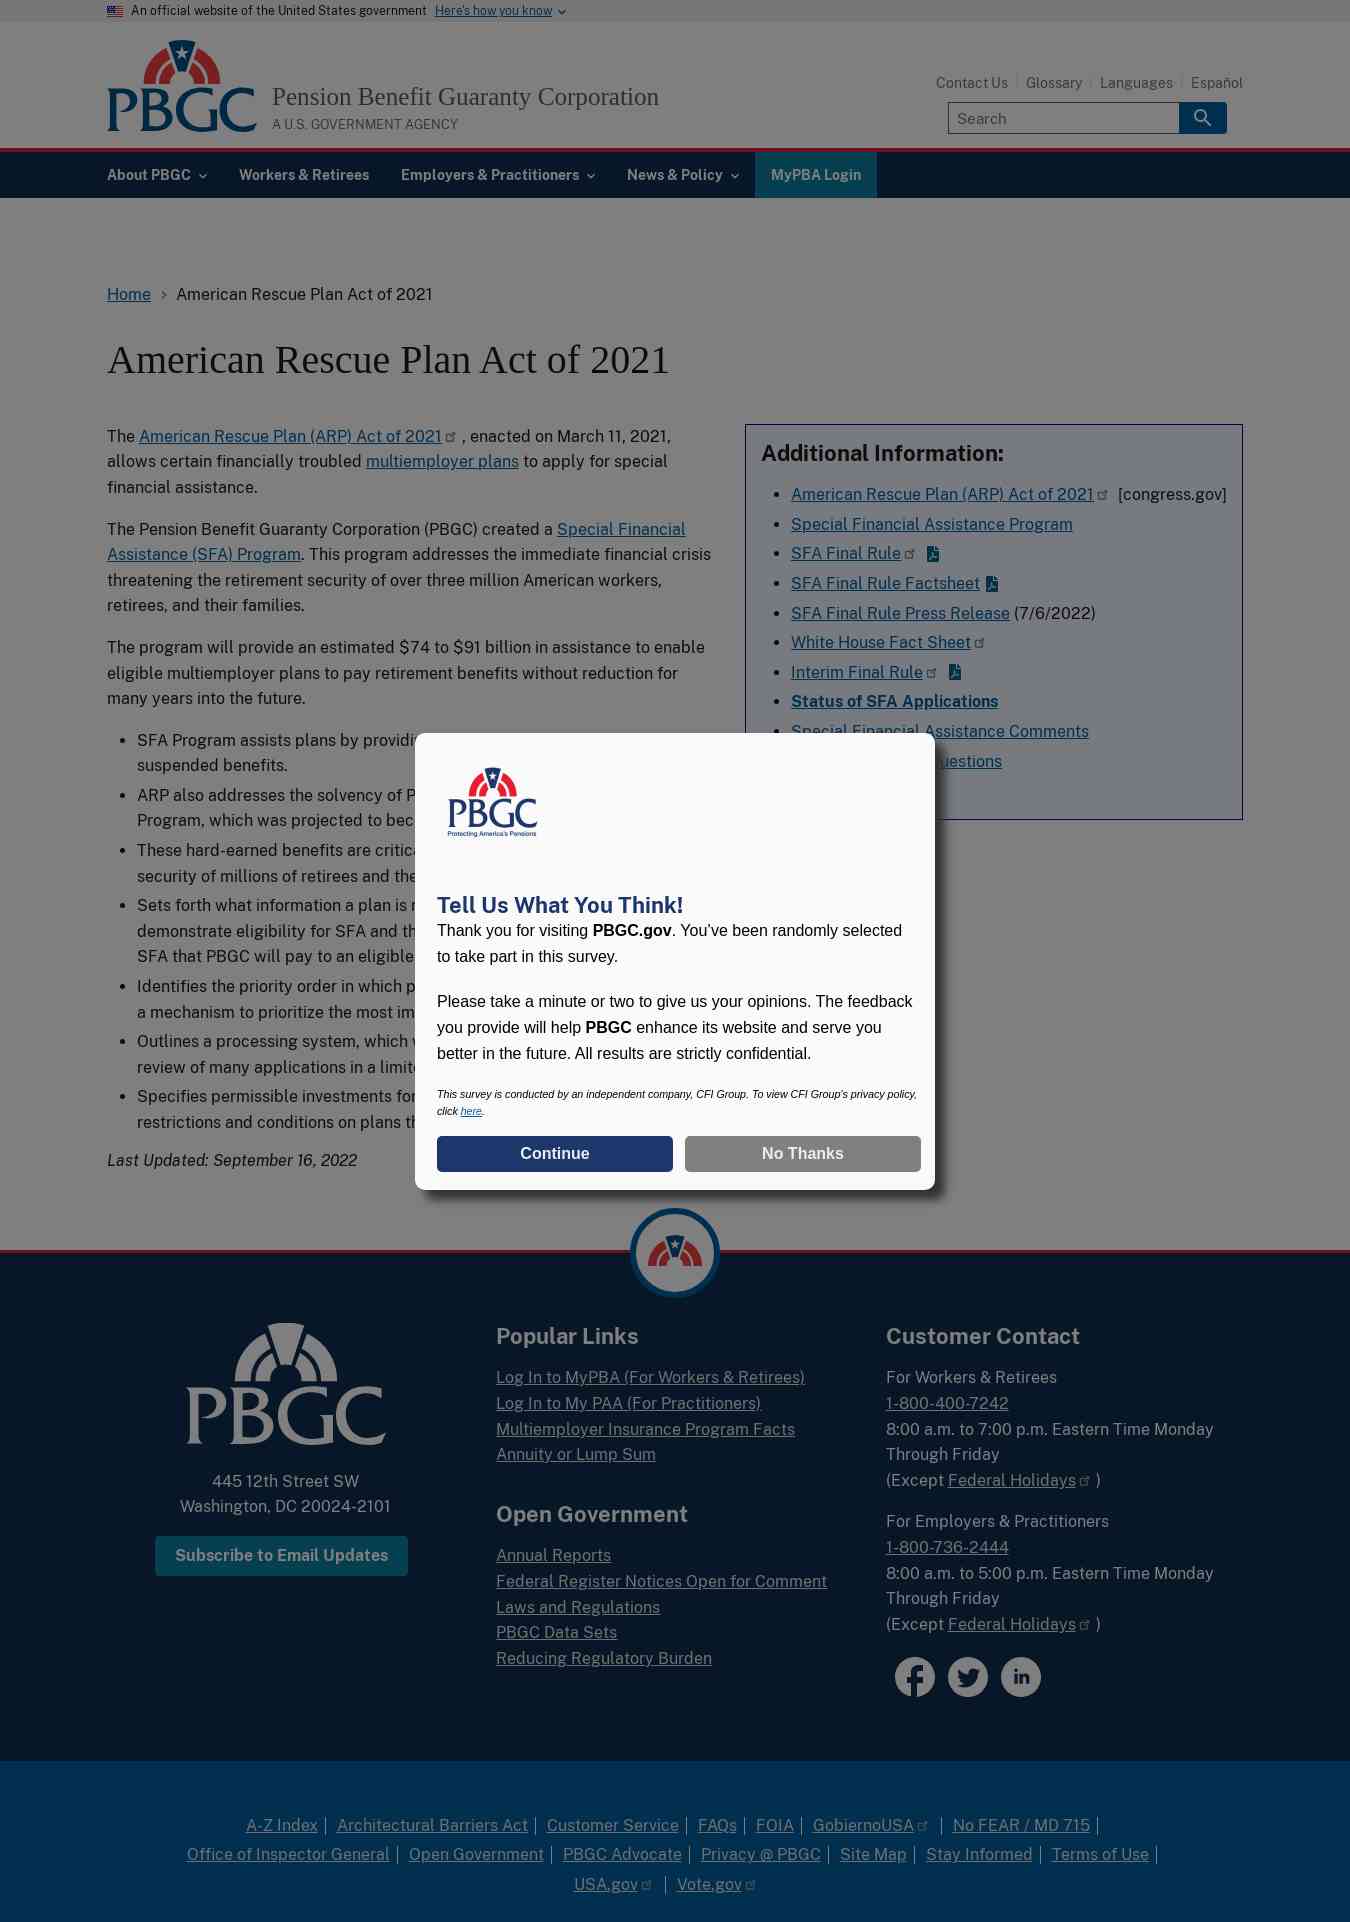 An official website of the United States government Here's how you know
PBGC
Pension Benefit Guaranty Corporation
A U.S. GOVERNMENT AGENCY
Contact Us Glossary Languages Español
Search
About PBGC Workers & Retirees Employers & Practitioners News & Policy MyPBA Login
Home American Rescue Plan Act of 2021
American Rescue Plan Act of 2021
The American Rescue Plan (ARP) Act of 2021 , enacted on March 11, 2021,
allows certain financially troubled multiemployer plans to apply for special
financial assistance.
The Pension Benefit Guaranty Corporation (PBGC) created a Special Financial
Assistance (SFA) Program. This program addresses the immediate financial crisis
threatening the retirement security of over three million American workers,
retirees, and their families.
The program will provide an estimated $74 to $91 billion in assistance to enable
eligible multiemployer plans to pay retirement benefits without reduction for
many years into the future.
SFA Program assists plans by
suspended benefits.
ARP also addresses the solvency of
Program, which was projected to
These hard-earned benefits are
security of millions of retirees and
Sets forth what information a plan is
demonstrate eligibility for SFA and
SFA that PBGC will pay to an eligible
Identifies the priority order in which
a mechanism to prioritize the most
Outlines a processing system, which
review of many applications in a
Specifies permissible investments for
restrictions and conditions on plans
Last Updated: September 16, 2022
Additional Information:
American Rescue Plan (ARP) Act of 2021 [congress.gov]
Special Financial Assistance Program
SFA Final Rule
SFA Final Rule Factsheet
SFA Final Rule Press Release (7/6/2022)
White House Fact Sheet
Interim Final Rule
Status of SFA Applications
Special Financial Assistance Comments
PBGC
Protecting America's Pensions
Tell Us What You Think!
Thank you for visiting PBGC.gov. You've been randomly selected
to take part in this survey.
Please take a minute or two to give us your opinions. The feedback
you provide will help PBGC enhance its website and serve you
better in the future. All results are strictly confidential.
This survey is conducted by an independent company, CFI Group. To view CFI Group's privacy policy,
click here.
Continue No Thanks
PBGC
445 12th Street SW
Washington, DC 20024-2101
Subscribe to Email Updates
Popular Links
Log In to MyPBA (For Workers & Retirees)
Log In to My PAA (For Practitioners)
Multiemployer Insurance Program Facts
Annuity or Lump Sum
Open Government
Annual Reports
Federal Register Notices Open for Comment
Laws and Regulations
PBGC Data Sets
Reducing Regulatory Burden
Customer Contact
For Workers & Retirees
1-800-400-7242
8:00 a.m. to 7:00 p.m. Eastern Time Monday
Through Friday
(Except Federal Holidays )
For Employers & Practitioners
1-800-736-2444
8:00 a.m. to 5:00 p.m. Eastern Time Monday
Through Friday
(Except Federal Holidays )
A-Z Index Architectural Barriers Act Customer Service FAQs FOIA GobiernoUSA No FEAR / MD 715
Office of Inspector General Open Government PBGC Advocate Privacy @ PBGC Site Map Stay Informed Terms of Use
USA.gov Vote.gov